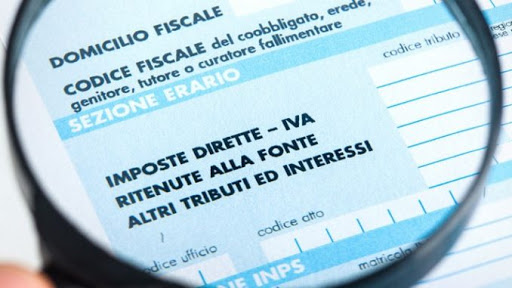 DOMICILIO FISCALE
CODICE FISCALE del coobbligato, erede,
genitore, tutore o curatore fallimentare
SEZIONE ERARIO
codice tributo
IMPOSTE DIRETTE – IVA
RITENUTE ALLA FONTE
ALTRI TRIBUTI ED INTERESSI
codice ufficio
codice atto
INPS
matricola